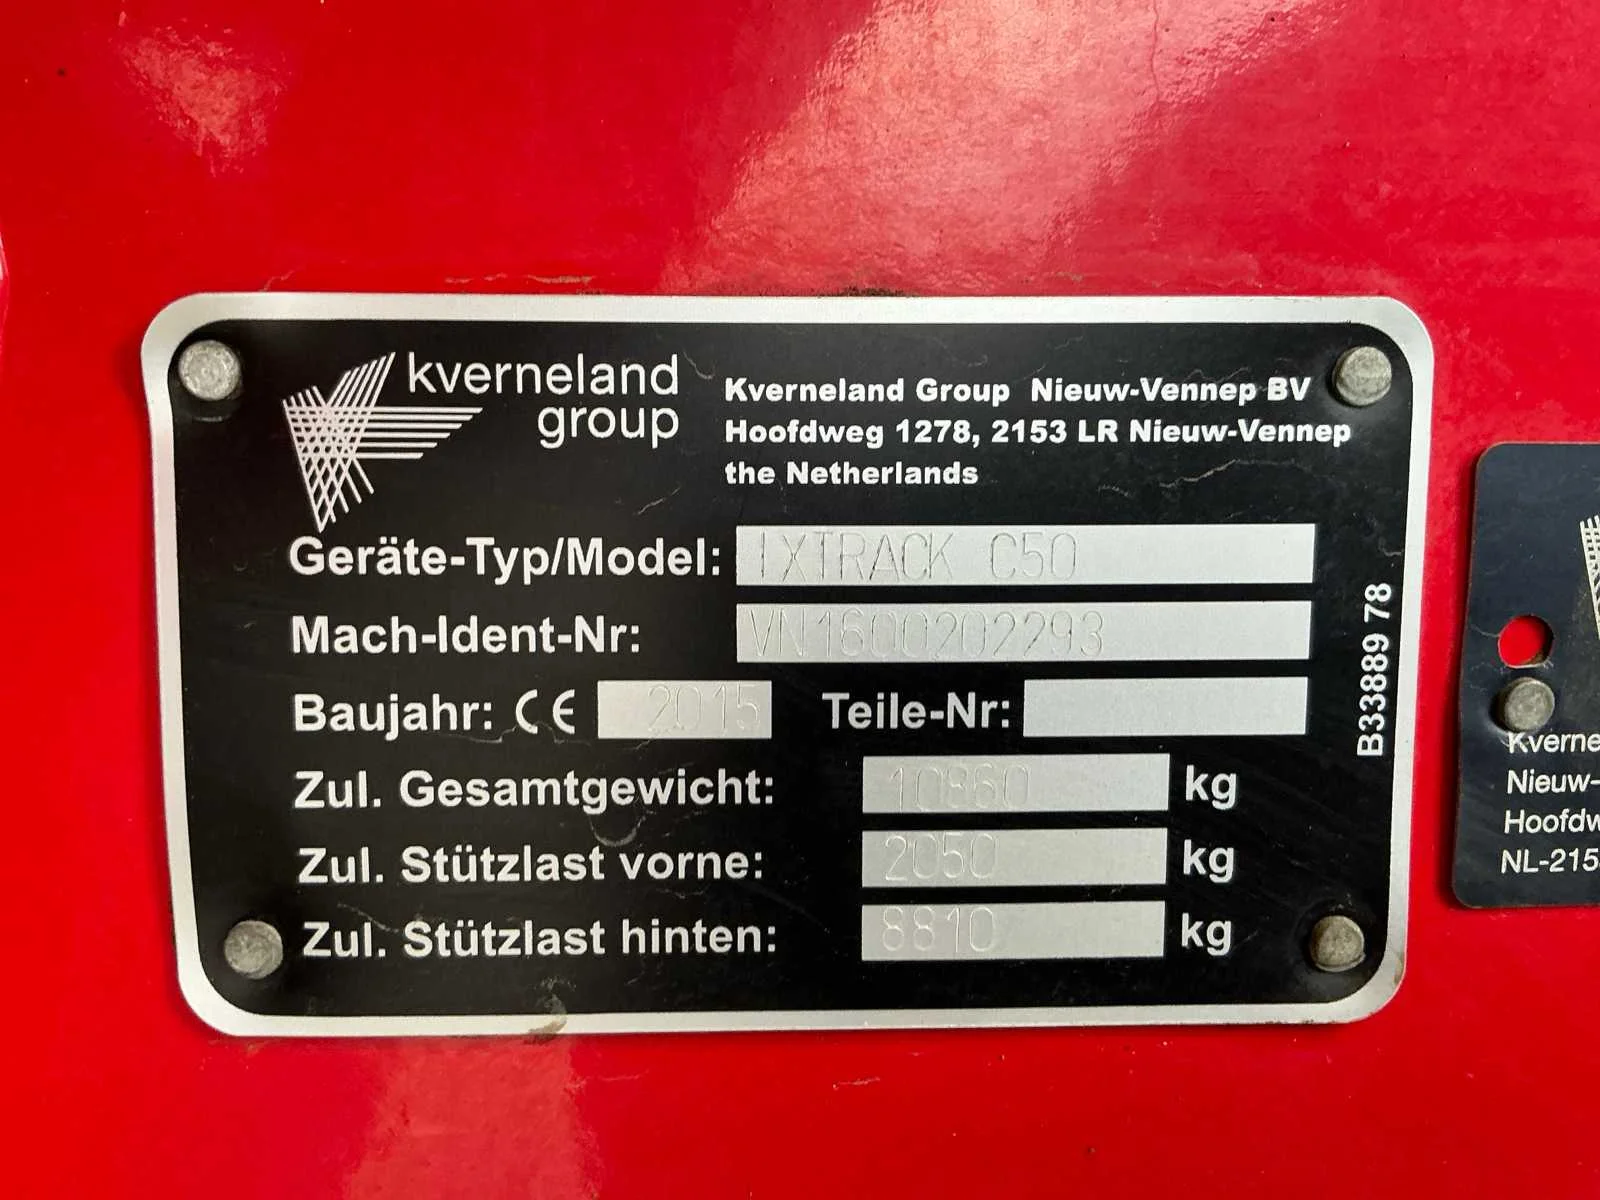 kverneland
group
Kverneland Group Nieuw-Vennep BV
Hoofdweg 1278, 2153 LR Nieuw-Vennep
the Netherlands
Geräte-Typ/Model: IXTRACK C50
Mach-Ident-Nr: VN1600202293
Baujahr: CE 2015 Teile-Nr:
Zul. Gesamtgewicht: 10860 kg
Zul. Stützlast vorne: 2050 kg
Zul. Stützlast hinten: 8810 kg
B33889 78
Kverne
Nieuw-
Hoofdw
NL-215